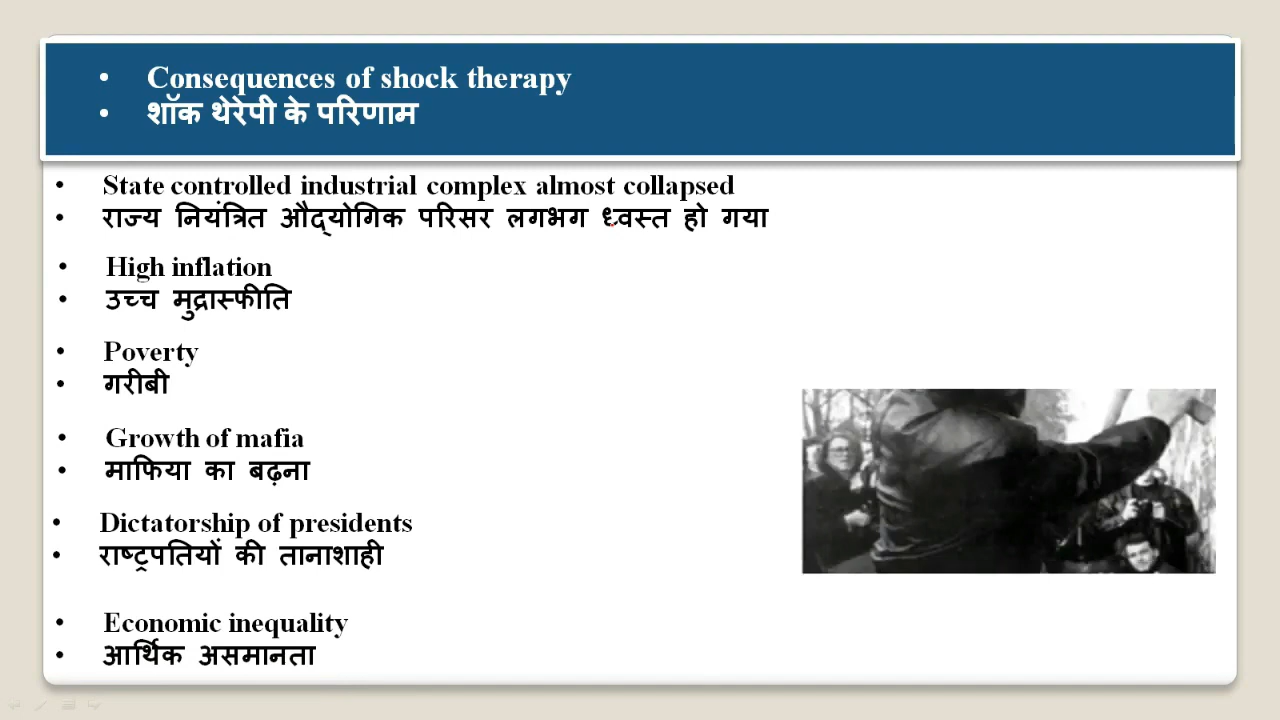 Consequences of shock therapy
शॉक थेरेपी के परिणाम
State controlled industrial complex almost collapsed
राज्य नियंत्रित औद्योगिक परिसर लगभग ध्वस्त हो गया
High inflation
उच्च मुद्रास्फीति
Poverty
गरीबी
Growth of mafia
माफिया का बढ़ना
Dictatorship of presidents
राष्ट्रपतियों की तानाशाही
Economic inequality
आर्थिक असमानता